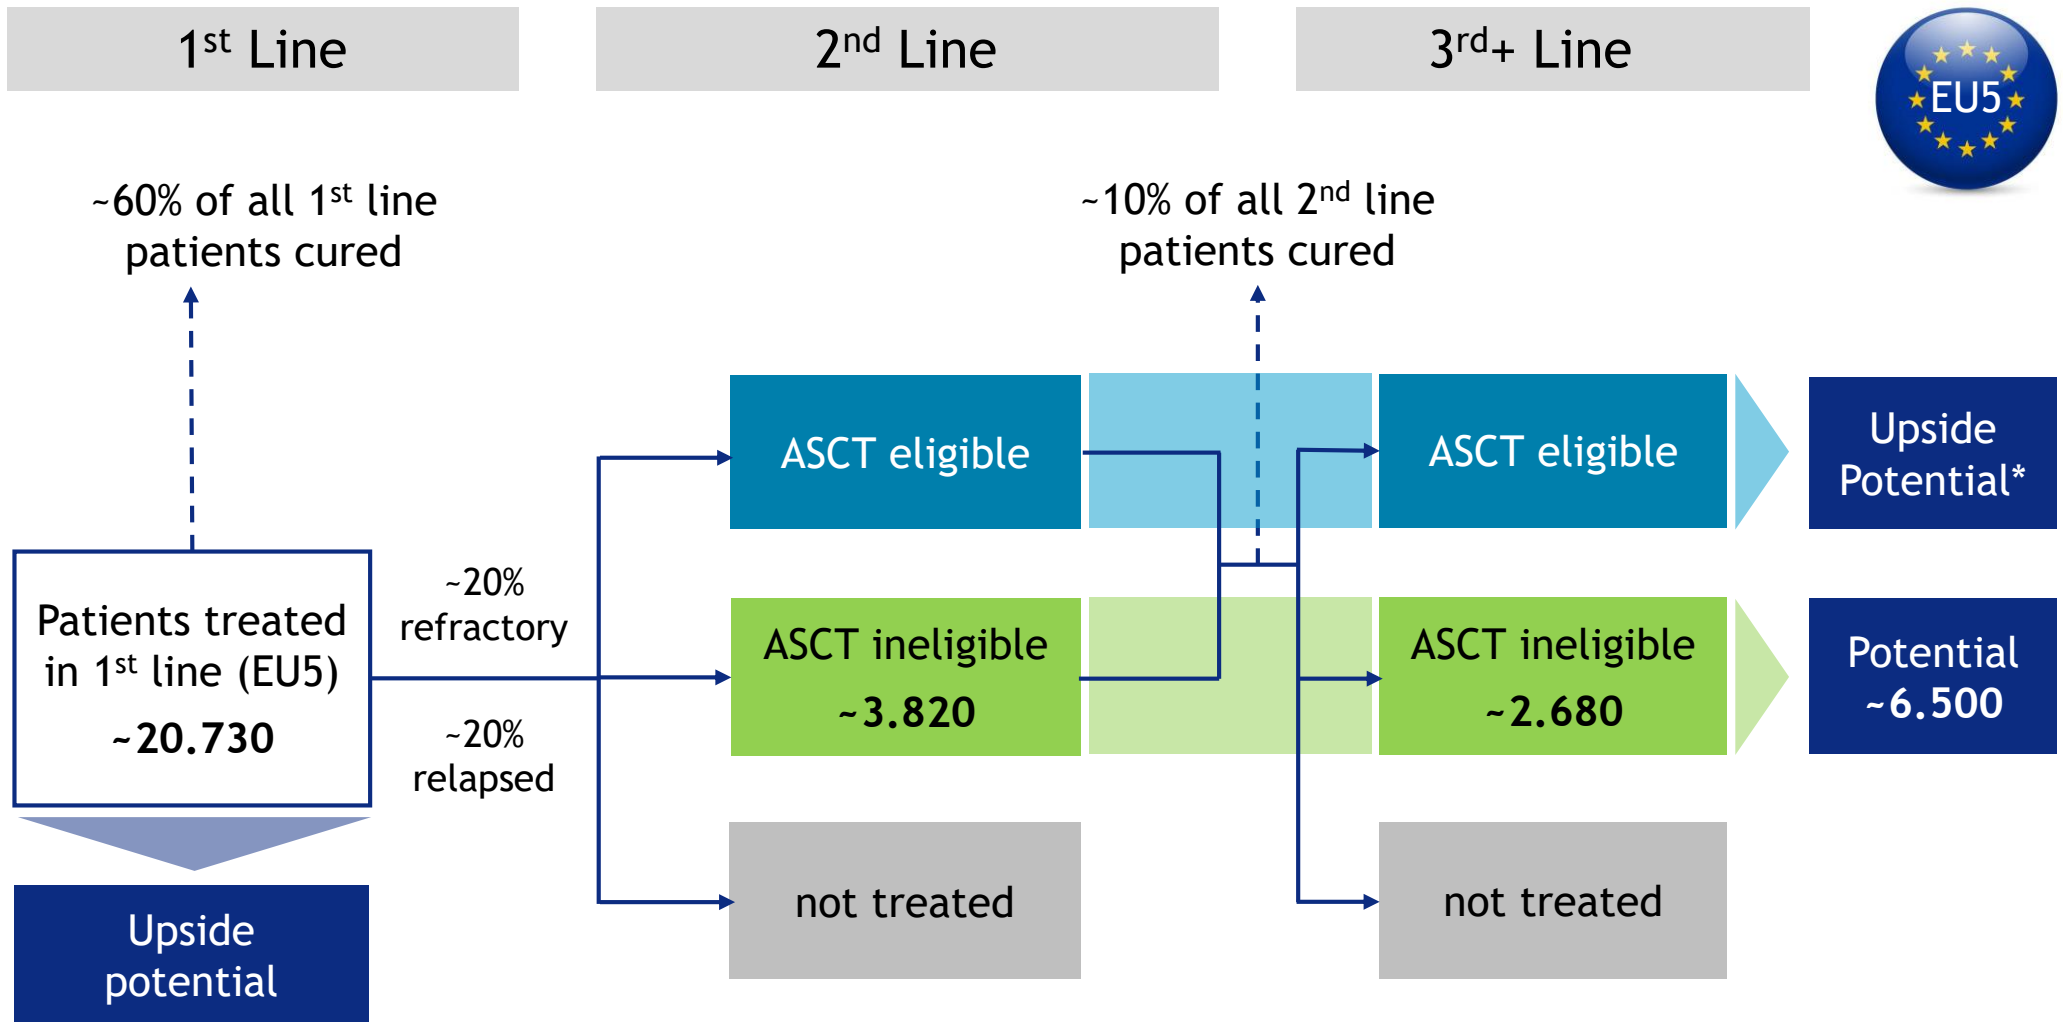 1st Line
2nd Line
3rd+ Line
EU5
~60% of all 1st line
patients cured
~10% of all 2nd line
patients cured
Patients treated
in 1st line (EU5)
~20.730
~20%
refractory
~20%
relapsed
ASCT eligible
ASCT ineligible
~3.820
not treated
ASCT eligible
ASCT ineligible
~2.680
not treated
Upside
Potential*
Potential
~6.500
Upside
potential